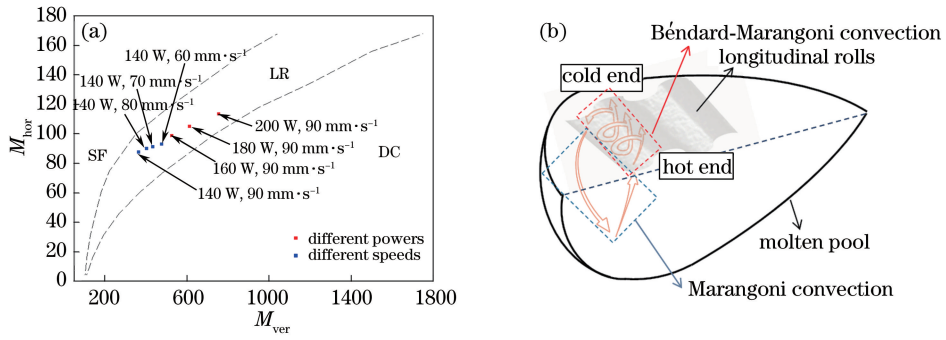 (a)
180
160
140
120
100
80
60
40
20
0
M_hor
200
600
1000
1400
1800
M_ver
140 W, 60 mm·s⁻¹
140 W, 70 mm·s⁻¹
140 W, 80 mm·s⁻¹
LR
SF
DC
200 W, 90 mm·s⁻¹
180 W, 90 mm·s⁻¹
160 W, 90 mm·s⁻¹
140 W, 90 mm·s⁻¹
different powers
different speeds
(b)
Béndard-Marangoni convection
longitudinal rolls
cold end
hot end
molten pool
Marangoni convection